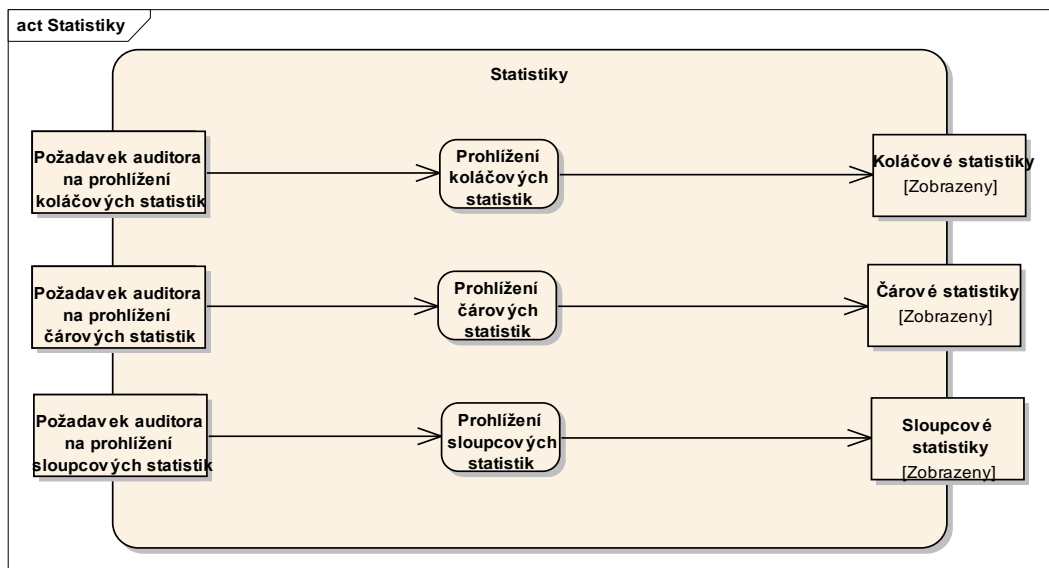 act Statistiky
Statistiky
Požadavek auditora
na prohlížení
koláčových statistik
Prohlížení
koláčových
statistik
Koláčové statistiky
[Zobrazeny]
Požadavek auditora
na prohlížení
čárových statistik
Prohlížení
čárových
statistik
Čárové statistiky
[Zobrazeny]
Požadavek auditora
na prohlížení
sloupcových statistik
Prohlížení
sloupcových
statistik
Sloupcové
statistiky
[Zobrazeny]